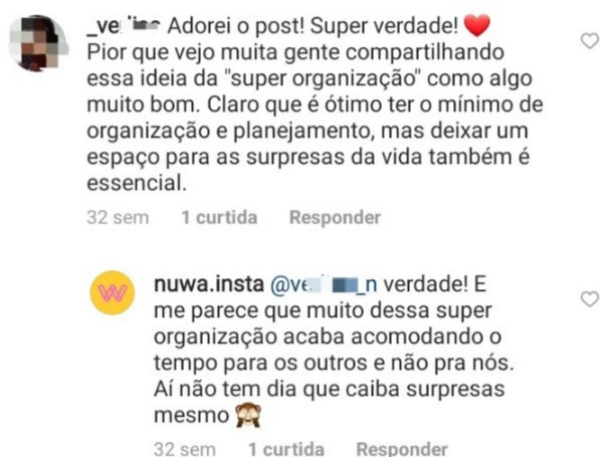 Adorei o post! Super verdade! ❤️
Pior que vejo muita gente compartilhando
essa ideia da "super organização" como algo
muito bom. Claro que é ótimo ter o mínimo de
organização e planejamento, mas deixar um
espaço para as surpresas da vida também é
essencial.
32 sem 1 curtida Responder
nuwa.insta verdade! E
me parece que muito dessa super
organização acaba acomodando o
tempo para os outros e não pra nós.
Aí não tem dia que caiba surpresas
mesmo 🙈
32 sem 1 curtida Responder